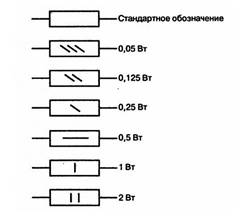 Стандартное обозначение
0,05 Вт
0,125 Вт
0,25 Вт
0,5 Вт
1 Вт
2 Вт